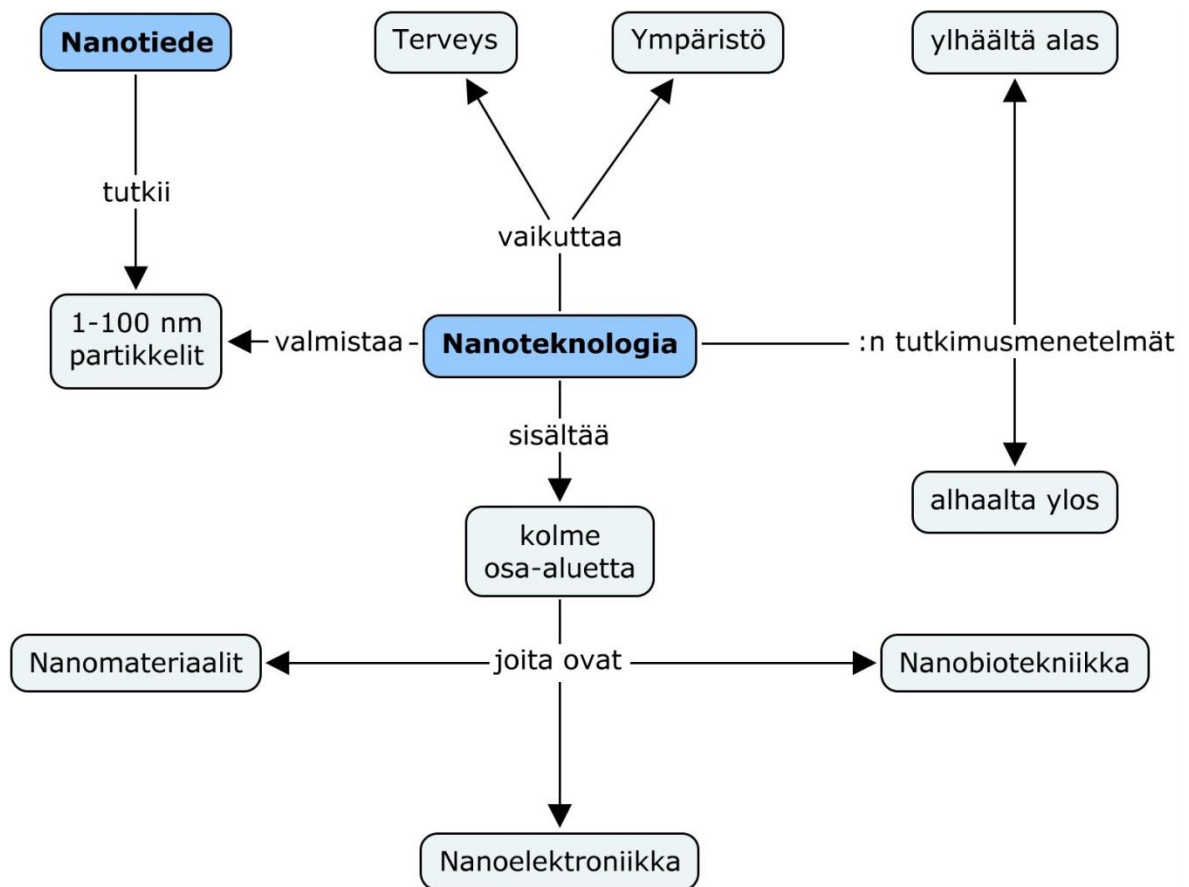 Nanotiede
Terveys
Ympäristö
ylhäältä alas
tutkii
vaikuttaa
1-100 nm
partikkelit
valmistaa
Nanoteknologia
:n tutkimusmenetelmät
sisältää
alhaalta ylos
kolme
osa-aluetta
Nanomateriaalit
joita ovat
Nanobiotekniikka
Nanoelektroniikka